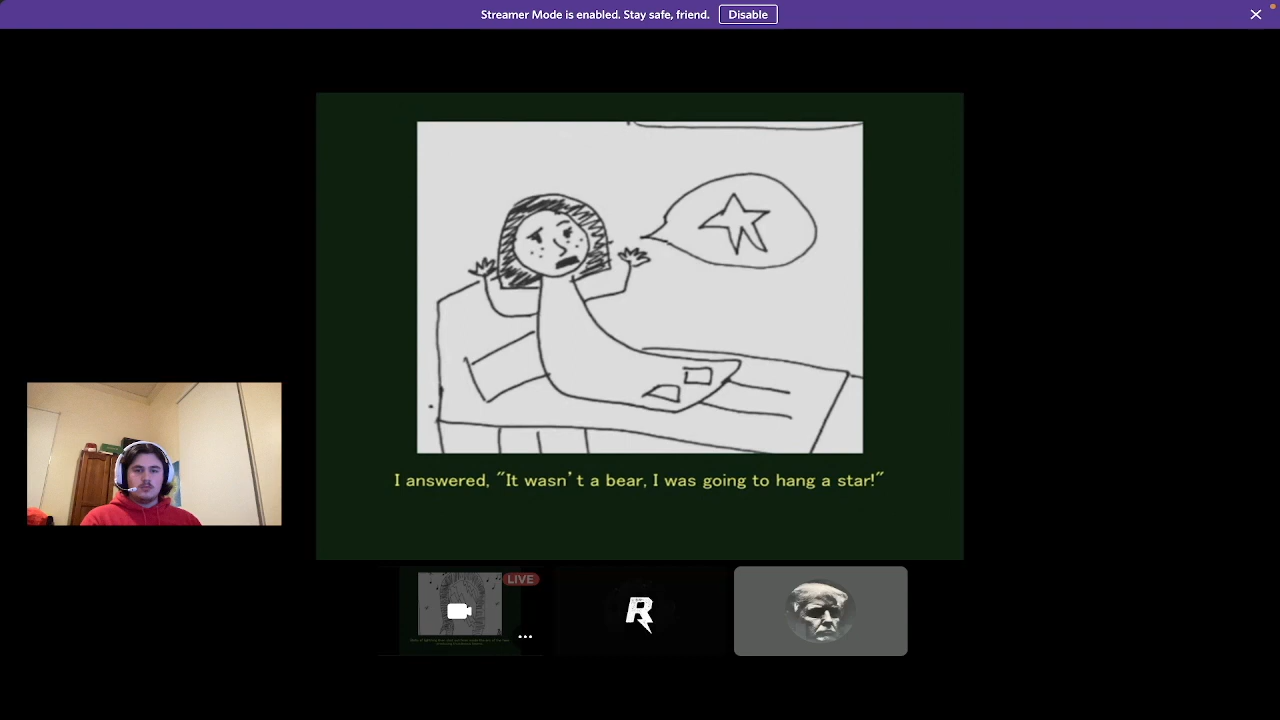 Streamer Mode is enabled. Stay safe, friend. Disable
I answered, "It wasn't a bear, I was going to hang a star!"
LIVE
R